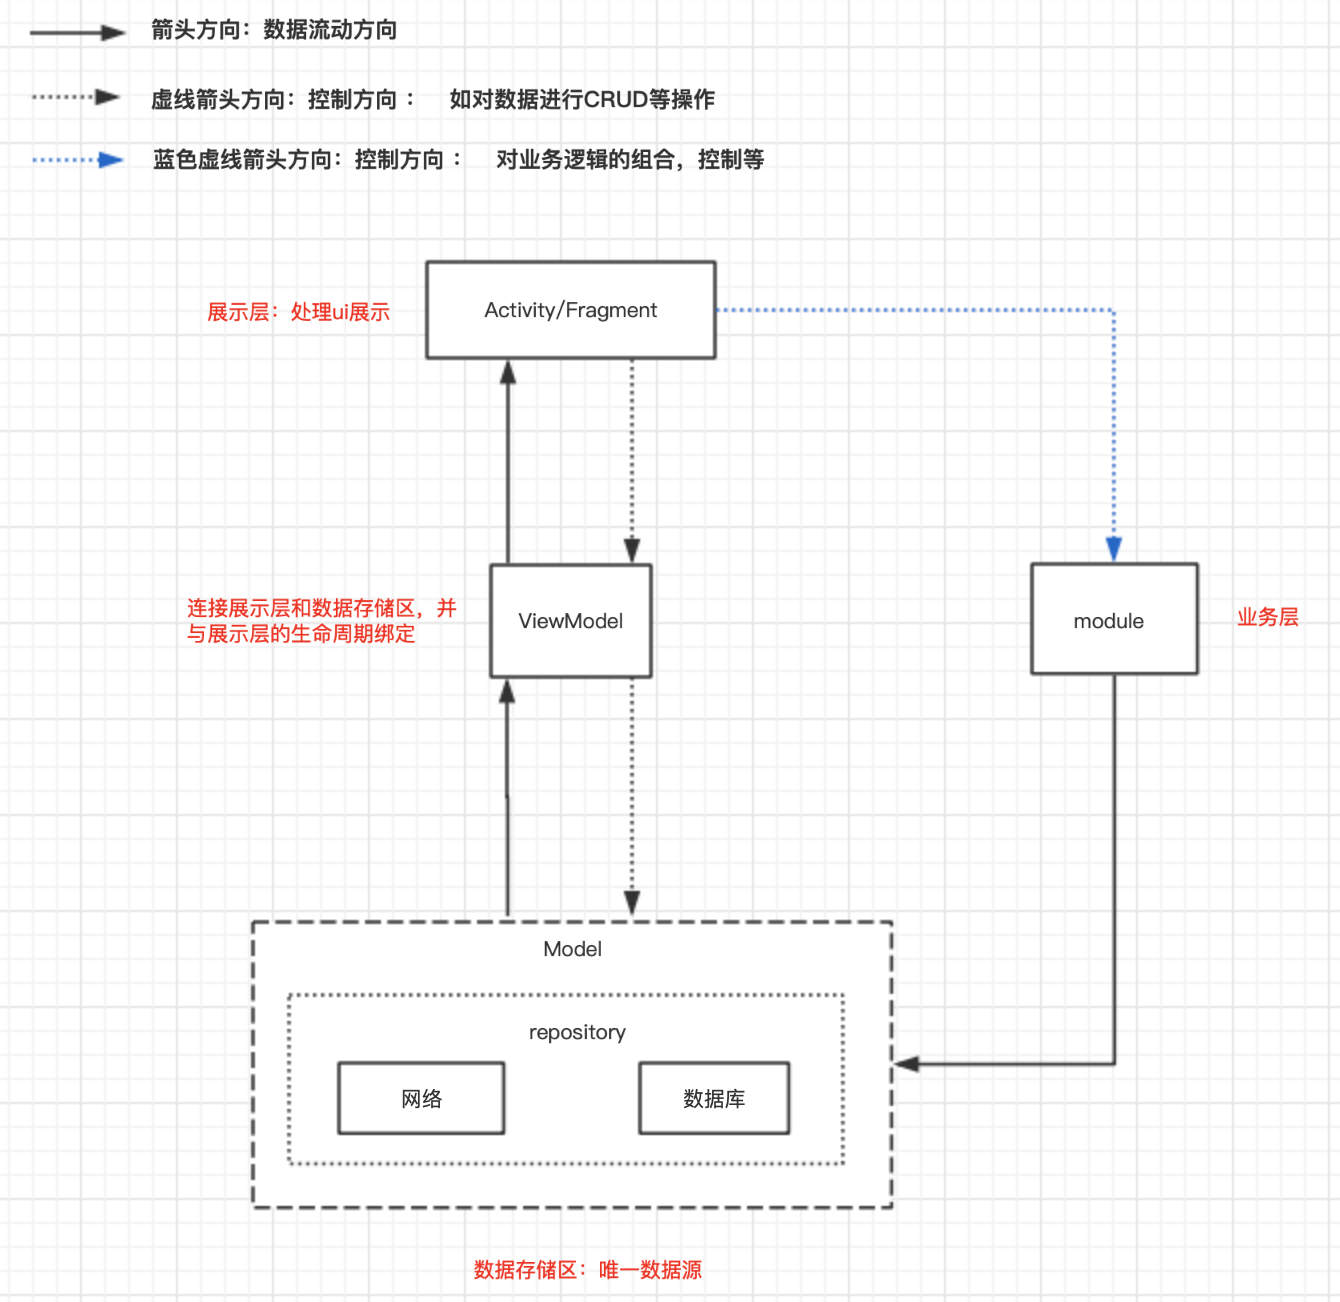 箭头方向：数据流动方向
虚线箭头方向：控制方向： 如对数据进行CRUD等操作
蓝色虚线箭头方向：控制方向： 对业务逻辑的组合，控制等
展示层：处理ui展示
Activity/Fragment
连接展示层和数据存储区，并
与展示层的生命周期绑定
ViewModel
module
业务层
Model
repository
网络
数据库
数据存储区：唯一数据源